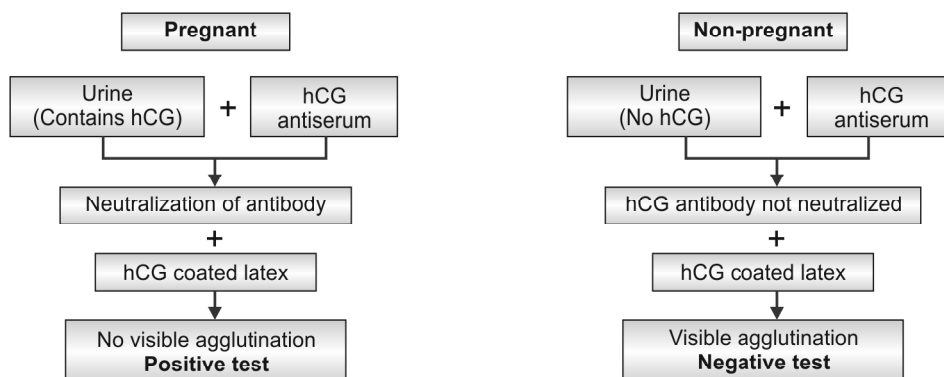 Pregnant
Urine
(Contains hCG)
+
hCG
antiserum
Neutralization of antibody
+
hCG coated latex
No visible agglutination
Positive test
Non-pregnant
Urine
(No hCG)
+
hCG
antiserum
hCG antibody not neutralized
+
hCG coated latex
Visible agglutination
Negative test